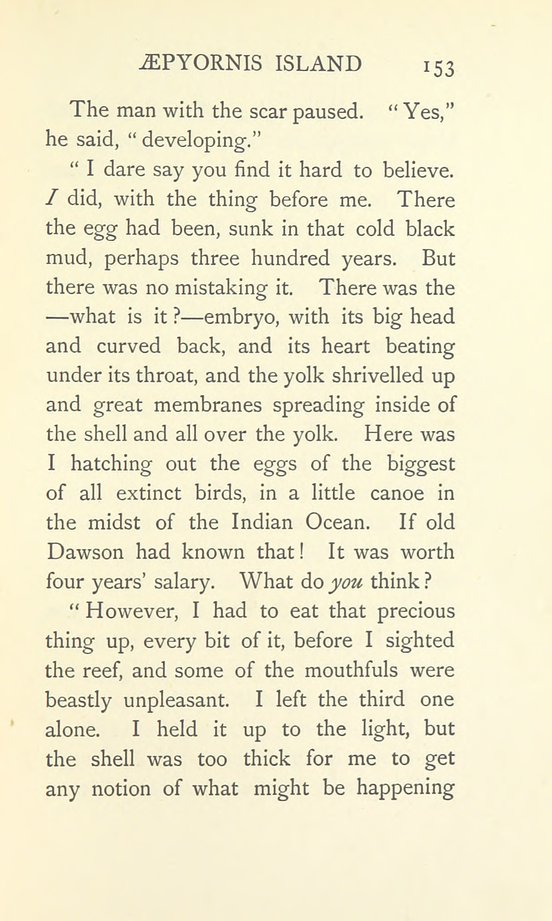 ÆPYORNIS ISLAND 153
The man with the scar paused. “ Yes,”
he said, “ developing.”
“ I dare say you find it hard to believe.
I did, with the thing before me. There
the egg had been, sunk in that cold black
mud, perhaps three hundred years. But
there was no mistaking it. There was the
—what is it ?—embryo, with its big head
and curved back, and its heart beating
under its throat, and the yolk shrivelled up
and great membranes spreading inside of
the shell and all over the yolk. Here was
I hatching out the eggs of the biggest
of all extinct birds, in a little canoe in
the midst of the Indian Ocean. If old
Dawson had known that ! It was worth
four years’ salary. What do you think ?
“ However, I had to eat that precious
thing up, every bit of it, before I sighted
the reef, and some of the mouthfuls were
beastly unpleasant. I left the third one
alone. I held it up to the light, but
the shell was too thick for me to get
any notion of what might be happening